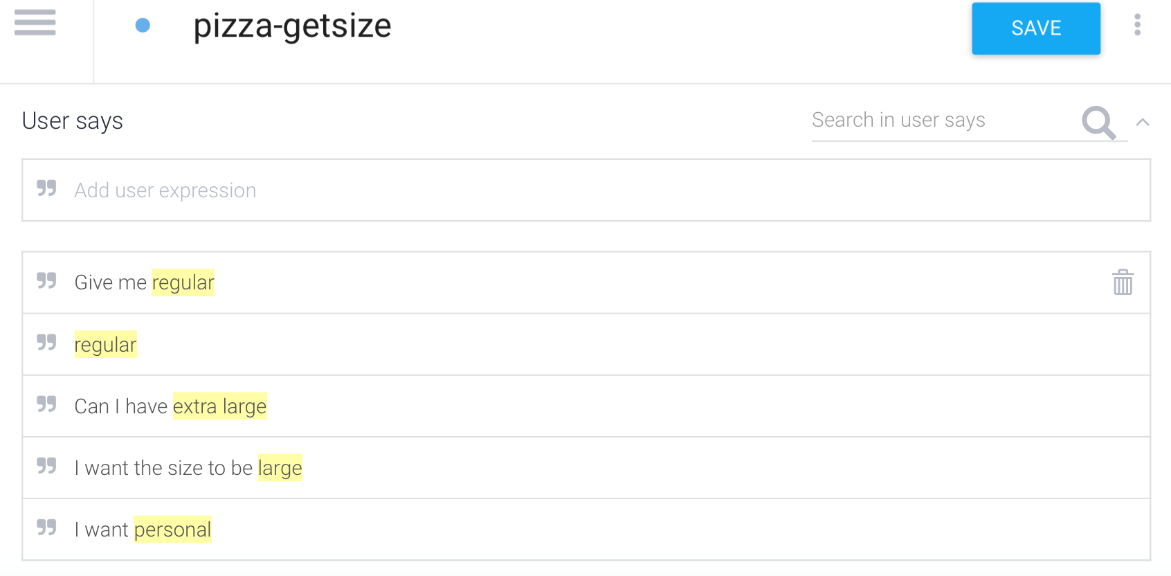 pizza-getsize
SAVE
User says
Search in user says
Add user expression
Give me regular
regular
Can I have extra large
I want the size to be large
I want personal